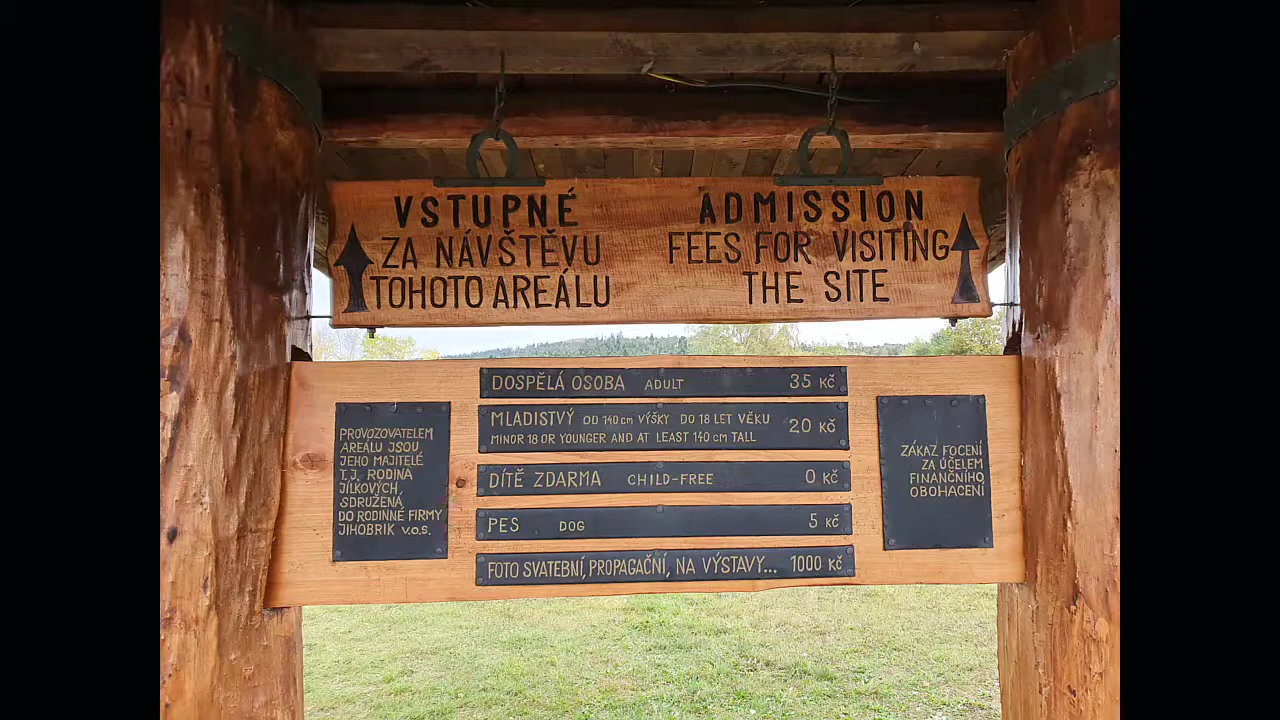 VSTUPNÉ
ZA NÁVŠTĚVU
TOHOTO AREÁLU
ADMISSION
FEES FOR VISITING
THE SITE
PROVOZOVATELEM
AREÁLU JSOU
JEHO MAJITELÉ
T.J. RODINA
JÍLKOVÝCH,
SDRUŽENÁ
DO RODINNÉ FIRMY
JIHOBRIK v.o.s.
DOSPĚLÁ OSOBA ADULT 35 Kč
MLADISTVÝ OD 140 cm VÝŠKY DO 18 LET VĚKU
MINOR 18 OR YOUNGER AND AT LEAST 140 cm TALL
20 Kč
DÍTĚ ZDARMA CHILD-FREE 0 Kč
PES DOG 5 Kč
FOTO SVATEBNÍ, PROPAGAČNÍ, NA VÝSTAVY... 1000 Kč
ZÁKAZ FOCENÍ
ZA ÚČELEM
FINANČNÍHO
OBOHACENÍ